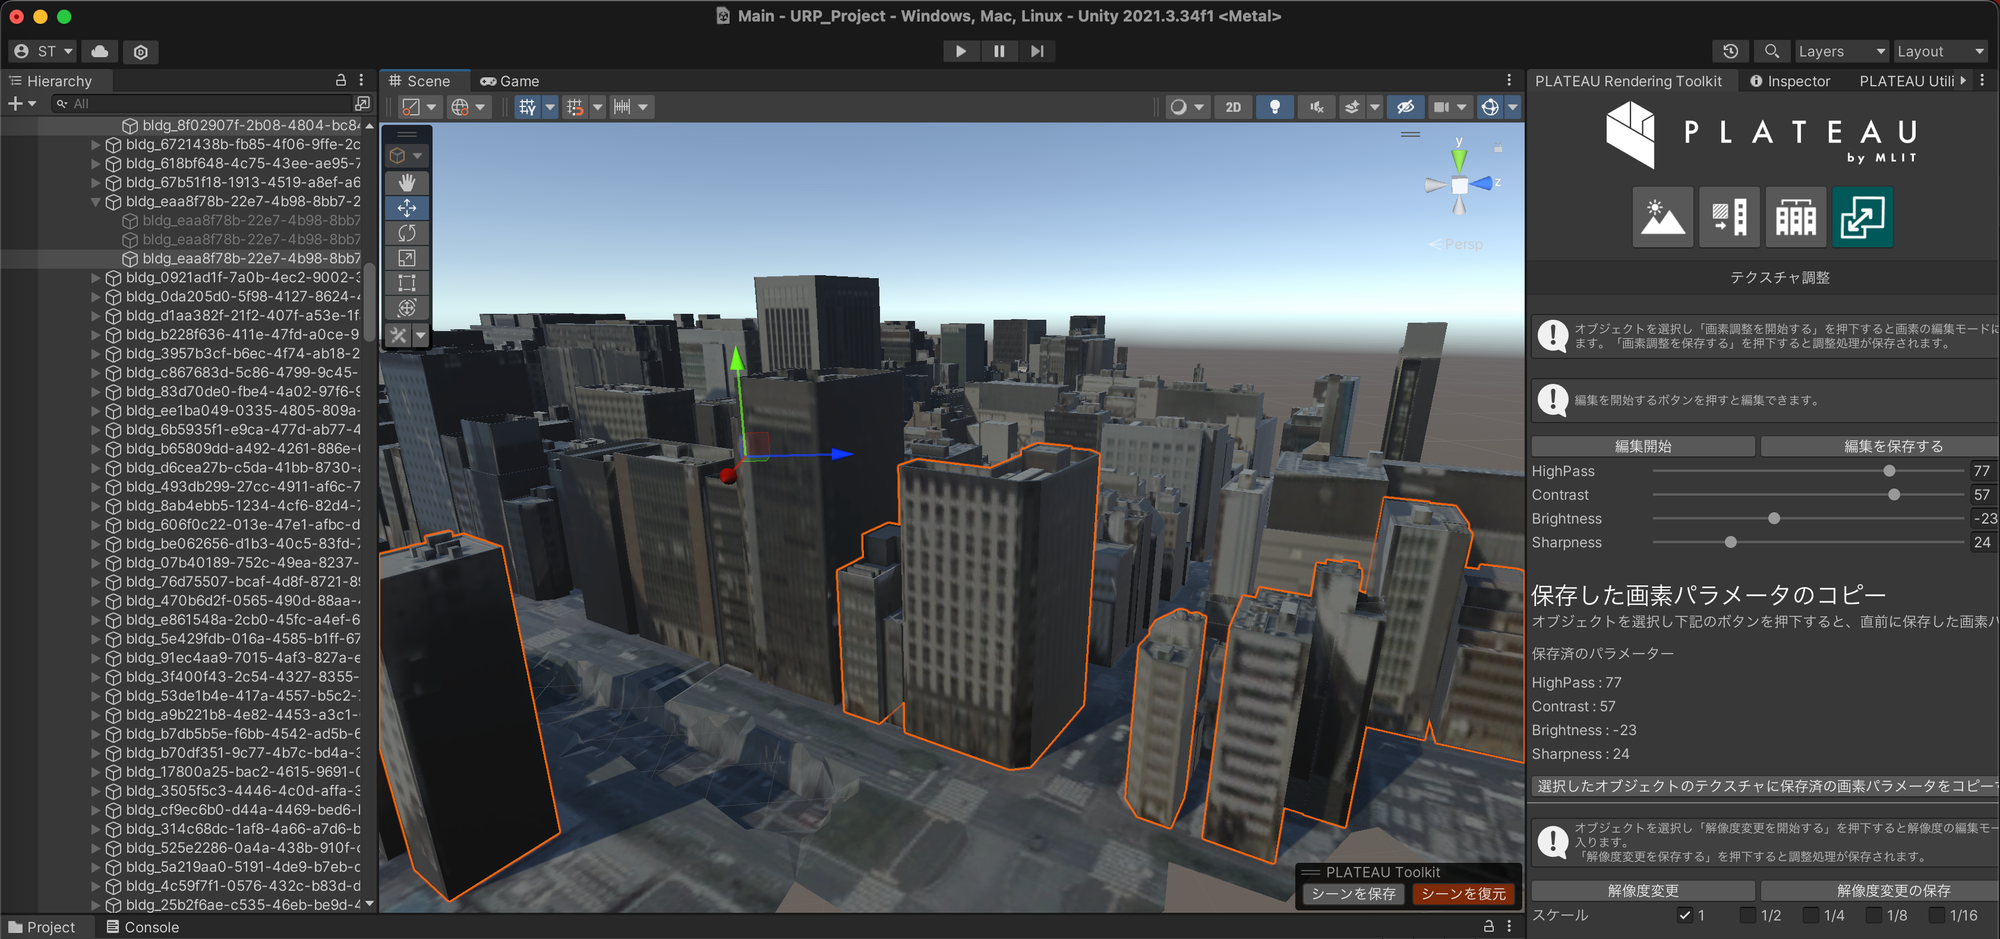 Main - URP_Project - Windows, Mac, Linux - Unity 2021.3.34f1 <Metal>
ST
Layers
Layout
Hierarchy
All
bldg_8f02907f-2b08-4804-bc84
bldg_6721438b-fb85-4f06-9ffe-2c
bldg_618bf648-4c75-43ee-ae95-7
bldg_67b51f18-1913-4519-a8ef-a6
bldg_eaa8f78b-22e7-4b98-8bb7-2
bldg_eaa8f78b-22e7-4b98-8bb7
bldg_eaa8f78b-22e7-4b98-8bb7
bldg_eaa8f78b-22e7-4b98-8bb7
bldg_0921ad1f-7a0b-4ec2-9002-3
bldg_0da205d0-5f98-4127-8624-4
bldg_d1aa382f-21f2-407f-a53e-1f
bldg_b228f636-411e-47fd-a0ce-9
bldg_3957b3cf-b6ec-4f74-ab18-2
bldg_c867683d-5c86-4799-9c45-
bldg_83d70de0-fbe4-4a02-97f6-9
bldg_ee1ba049-0335-4805-809a-
bldg_6b5935f1-e9ca-477d-ab77-4
bldg_b65809dd-a492-4261-886e-6
bldg_d6cea27b-c5da-41bb-8730-a
bldg_493db299-27cc-4911-af6c-7
bldg_8ab4ebb5-1234-4cf6-82d4-7
bldg_606f0c22-013e-47e1-afbc-d
bldg_be062656-d1b3-40c5-83fd-7
bldg_07b40189-752c-49ea-8237-
bldg_76d75507-bcaf-4d8f-8721-89
bldg_470b6d2f-0565-490d-88aa-4
bldg_e861548a-2cb0-45fc-a4ef-6
bldg_5e429fdb-016a-4585-b1ff-67
bldg_91ec4aa9-7015-4af3-827a-e
bldg_3f400f43-2c54-4327-8355-
bldg_53de1b4e-417a-4557-b5c2-7
bldg_a9b221b8-4e82-4453-a3c1-
bldg_b7db5b5e-f6bb-4542-ad5b-6
bldg_b70df351-9c77-4b7c-bd4a-3
bldg_17800a25-bac2-4615-9691-0
bldg_3505f5c3-4446-4c0d-affa-3
bldg_cf9ec6b0-d44a-4469-bed6-l
bldg_314c68dc-1af8-4a66-a7d6-b
bldg_525e2286-0a4a-438b-910f-c
bldg_5a219aa0-5191-4de9-b7eb-c
bldg_4c59f7f1-0576-432c-b83d-d
bldg_25b2f6ae-c535-46eb-be9d-4
Project
Console
Scene
Game
2D
y
z
Persp
PLATEAU Toolkit
シーンを保存
シーンを復元
PLATEAU Rendering Toolkit
Inspector
PLATEAU Utili
PLATEAU
by MLIT
テクスチャ調整
オブジェクトを選択し「画素調整を開始する」を押下すると画素の編集モードに
ます。「画素調整を保存する」を押下すると調整処理が保存されます。
編集を開始するボタンを押すと編集できます。
編集開始
編集を保存する
HighPass 77
Contrast 57
Brightness -23
Sharpness 24
保存した画素パラメータのコピー
オブジェクトを選択し下記のボタンを押下すると、直前に保存した画素パ
保存済のパラメーター
HighPass : 77
Contrast : 57
Brightness : -23
Sharpness : 24
選択したオブジェクトのテクスチャに保存済の画素パラメータをコピー
オブジェクトを選択し「解像度変更を開始する」を押下すると解像度の編集モー
入ります。
「解像度変更を保存する」を押下すると調整処理が保存されます。
解像度変更
解像度変更の保存
スケール 1 1/2 1/4 1/8 1/16